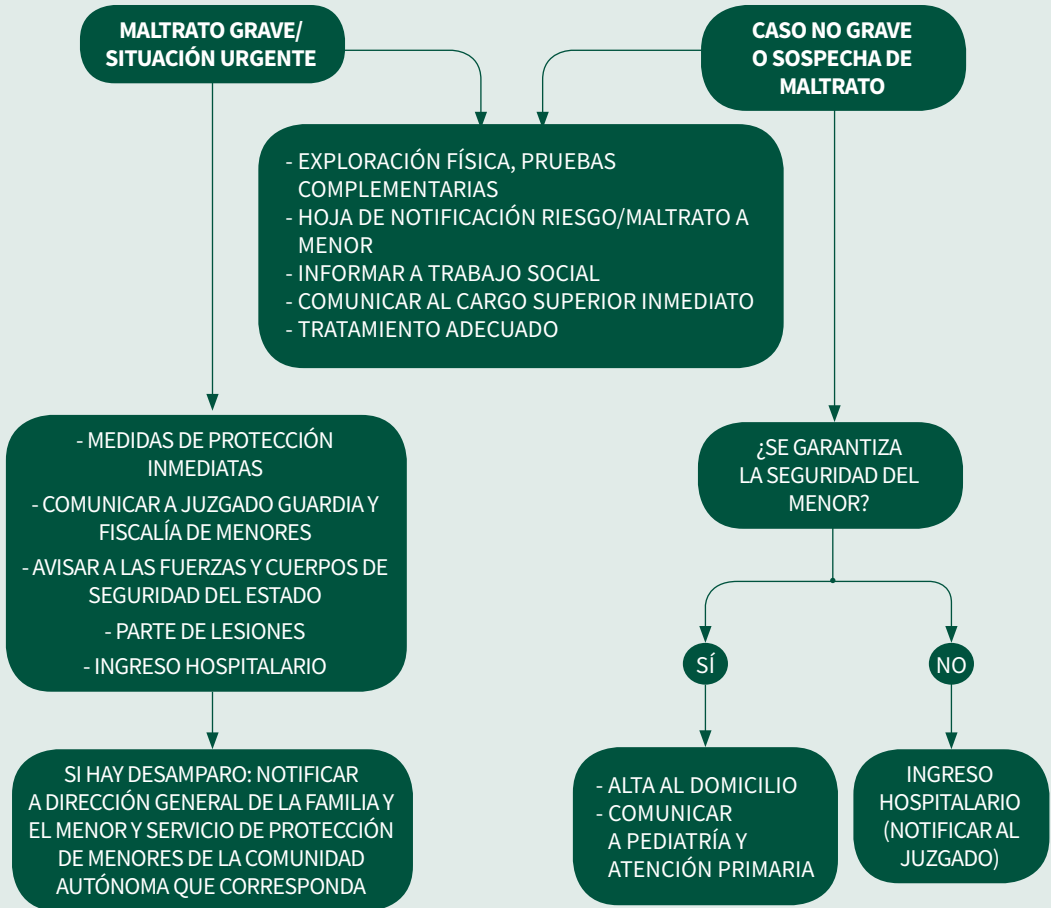 MALTRATO GRAVE/
SITUACIÓN URGENTE
CASO NO GRAVE
O SOSPECHA DE
MALTRATO
- EXPLORACIÓN FÍSICA, PRUEBAS
COMPLEMENTARIAS
- HOJA DE NOTIFICACIÓN RIESGO/MALTRATO A
MENOR
- INFORMAR A TRABAJO SOCIAL
- COMUNICAR AL CARGO SUPERIOR INMEDIATO
- TRATAMIENTO ADECUADO
- MEDIDAS DE PROTECCIÓN
INMEDIATAS
- COMUNICAR A JUZGADO GUARDIA Y
FISCALÍA DE MENORES
- AVISAR A LAS FUERZAS Y CUERPOS DE
SEGURIDAD DEL ESTADO
- PARTE DE LESIONES
- INGRESO HOSPITALARIO
¿SE GARANTIZA
LA SEGURIDAD DEL
MENOR?
SÍ
NO
SI HAY DESAMPARO: NOTIFICAR
A DIRECCIÓN GENERAL DE LA FAMILIA Y
EL MENOR Y SERVICIO DE PROTECCIÓN
DE MENORES DE LA COMUNIDAD
AUTÓNOMA QUE CORRESPONDA
- ALTA AL DOMICILIO
- COMUNICAR
A PEDIATRÍA Y
ATENCIÓN PRIMARIA
INGRESO
HOSPITALARIO
(NOTIFICAR AL
JUZGADO)